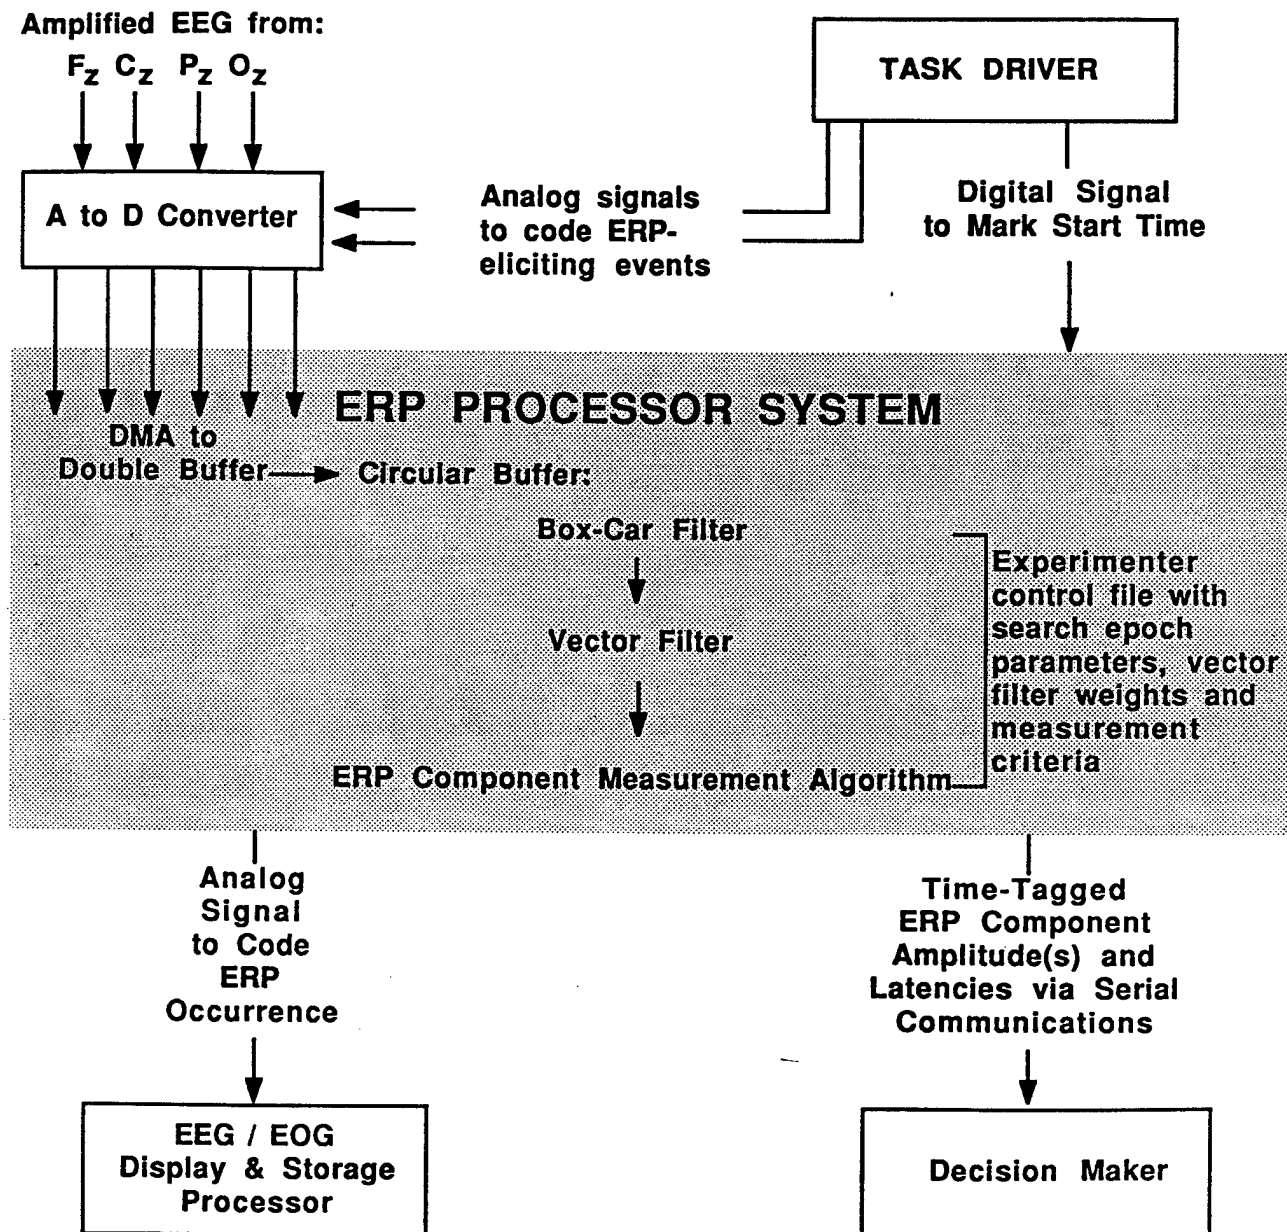 Amplified EEG from:
Fz Cz Pz Oz
TASK DRIVER
A to D Converter
Analog signals
to code ERP-
eliciting events
Digital Signal
to Mark Start Time
ERP PROCESSOR SYSTEM
DMA to
Double Buffer
Circular Buffer:
Box-Car Filter
Vector Filter
ERP Component Measurement Algorithm
Experimenter
control file with
search epoch
parameters, vector
filter weights and
measurement
criteria
Analog
Signal
to Code
ERP
Occurrence
Time-Tagged
ERP Component
Amplitude(s) and
Latencies via Serial
Communications
EEG / EOG
Display & Storage
Processor
Decision Maker